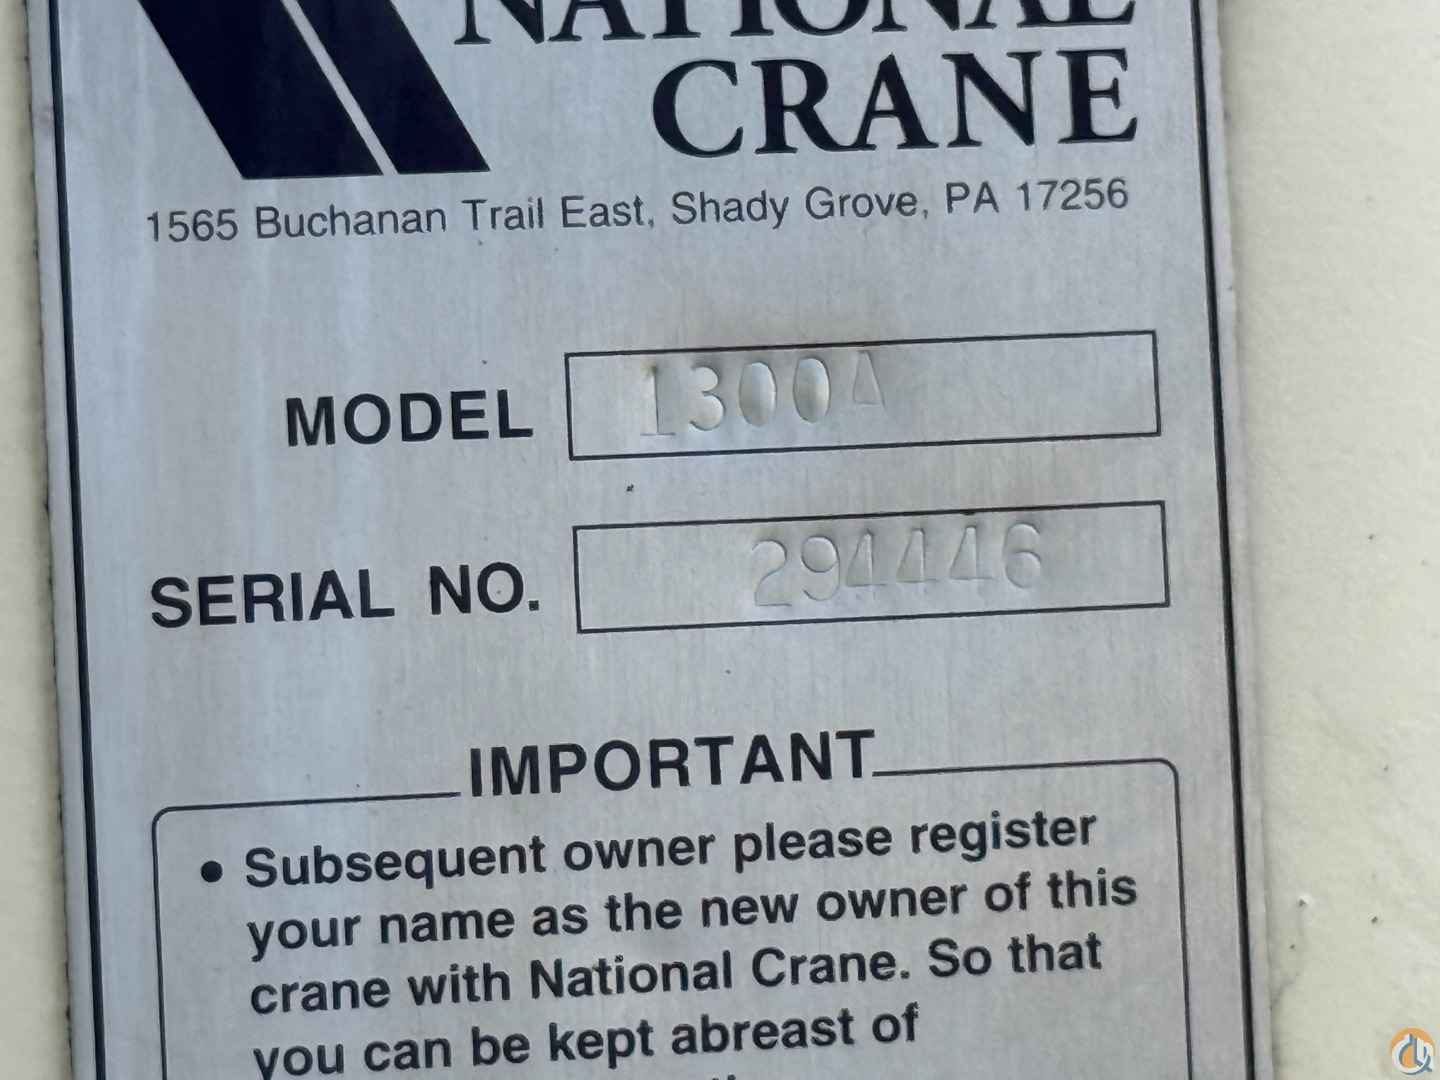 NATIONAL
CRANE
1565 Buchanan Trail East, Shady Grove, PA 17256
MODEL 1300A
SERIAL NO. 294446
IMPORTANT
• Subsequent owner please register
your name as the new owner of this
crane with National Crane. So that
you can be kept abreast of